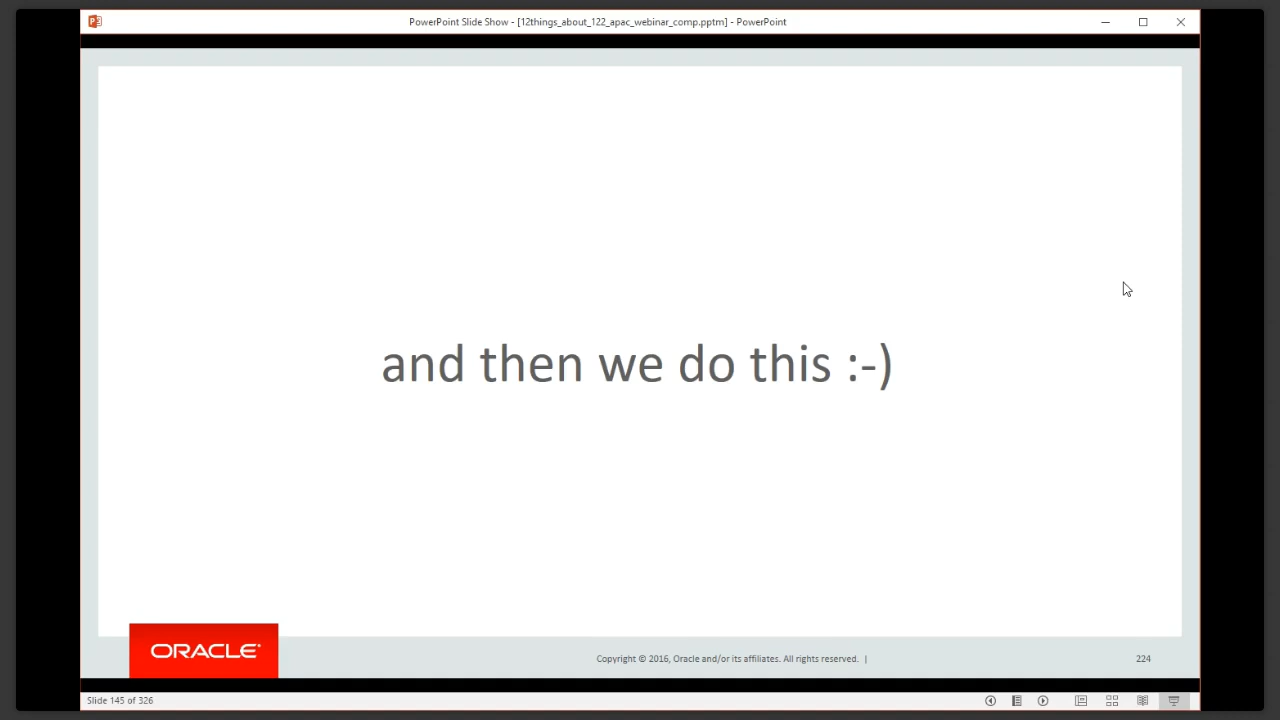 PowerPoint Slide Show - [12things_about_122_apac_webinar_comp.pptm] - PowerPoint
and then we do this :-)
ORACLE®
Copyright © 2016, Oracle and/or its affiliates. All rights reserved. |
224
Slide 145 of 326